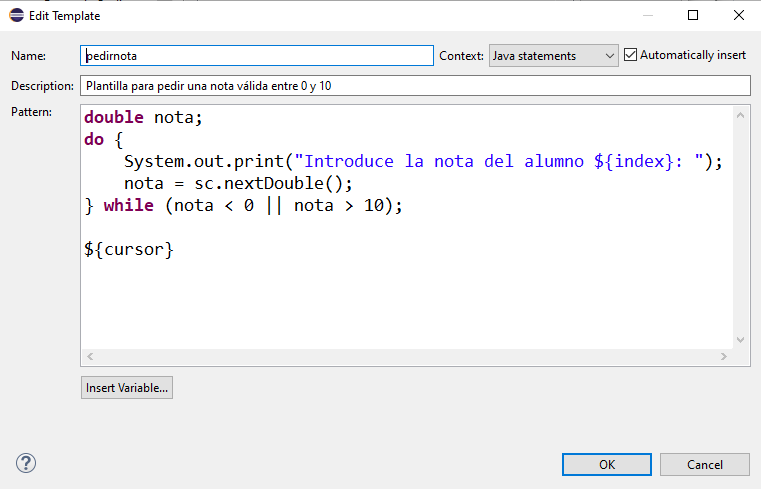 Edit Template
Name: pedirnota Context: Java statements Automatically insert
Description: Plantilla para pedir una nota válida entre 0 y 10
Pattern:
double nota;
do {
    System.out.print("Introduce la nota del alumno ${index}: ");
    nota = sc.nextDouble();
} while (nota < 0 || nota > 10);
${cursor}
Insert Variable...
?
OK Cancel